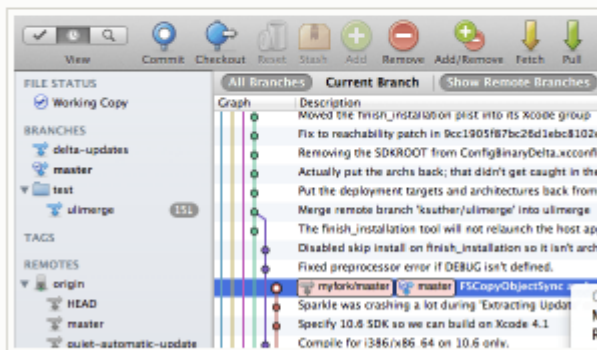 View Commit Checkout Reset Stash Add Remove Add/Remove Fetch Pull
FILE STATUS
Working Copy
BRANCHES
delta-updates
master
test
ulimerge 151
TAGS
REMOTES
origin
HEAD
master
quiet-automatic-update
All Branches Current Branch Show Remote Branches
Graph Description
Moved the finish_installation plist into its Xcode group
Fix to reachability patch in 9cc1905f87bc26d1ebc8102
Removing the SDKROOT from ConfigBinaryDelta.xcconfi
Actually put the archs back; that didn't get caught in the
Put the deployment targets and architectures back from
Merge remote branch 'ksuther/ulimerge' into ulimerge
The finish_installation tool will not relaunch the host ap
Disabled skip install on finish_installation so it isn't arch
Fixed preprocessor error if DEBUG isn't defined.
myfork/master master FSCopyObjectSync
Sparkle was crashing a lot during 'Extracting Updat
Specify 10.6 SDK so we can build on Xcode 4.1
Compile for i386/x86_64 on 10.6 only.